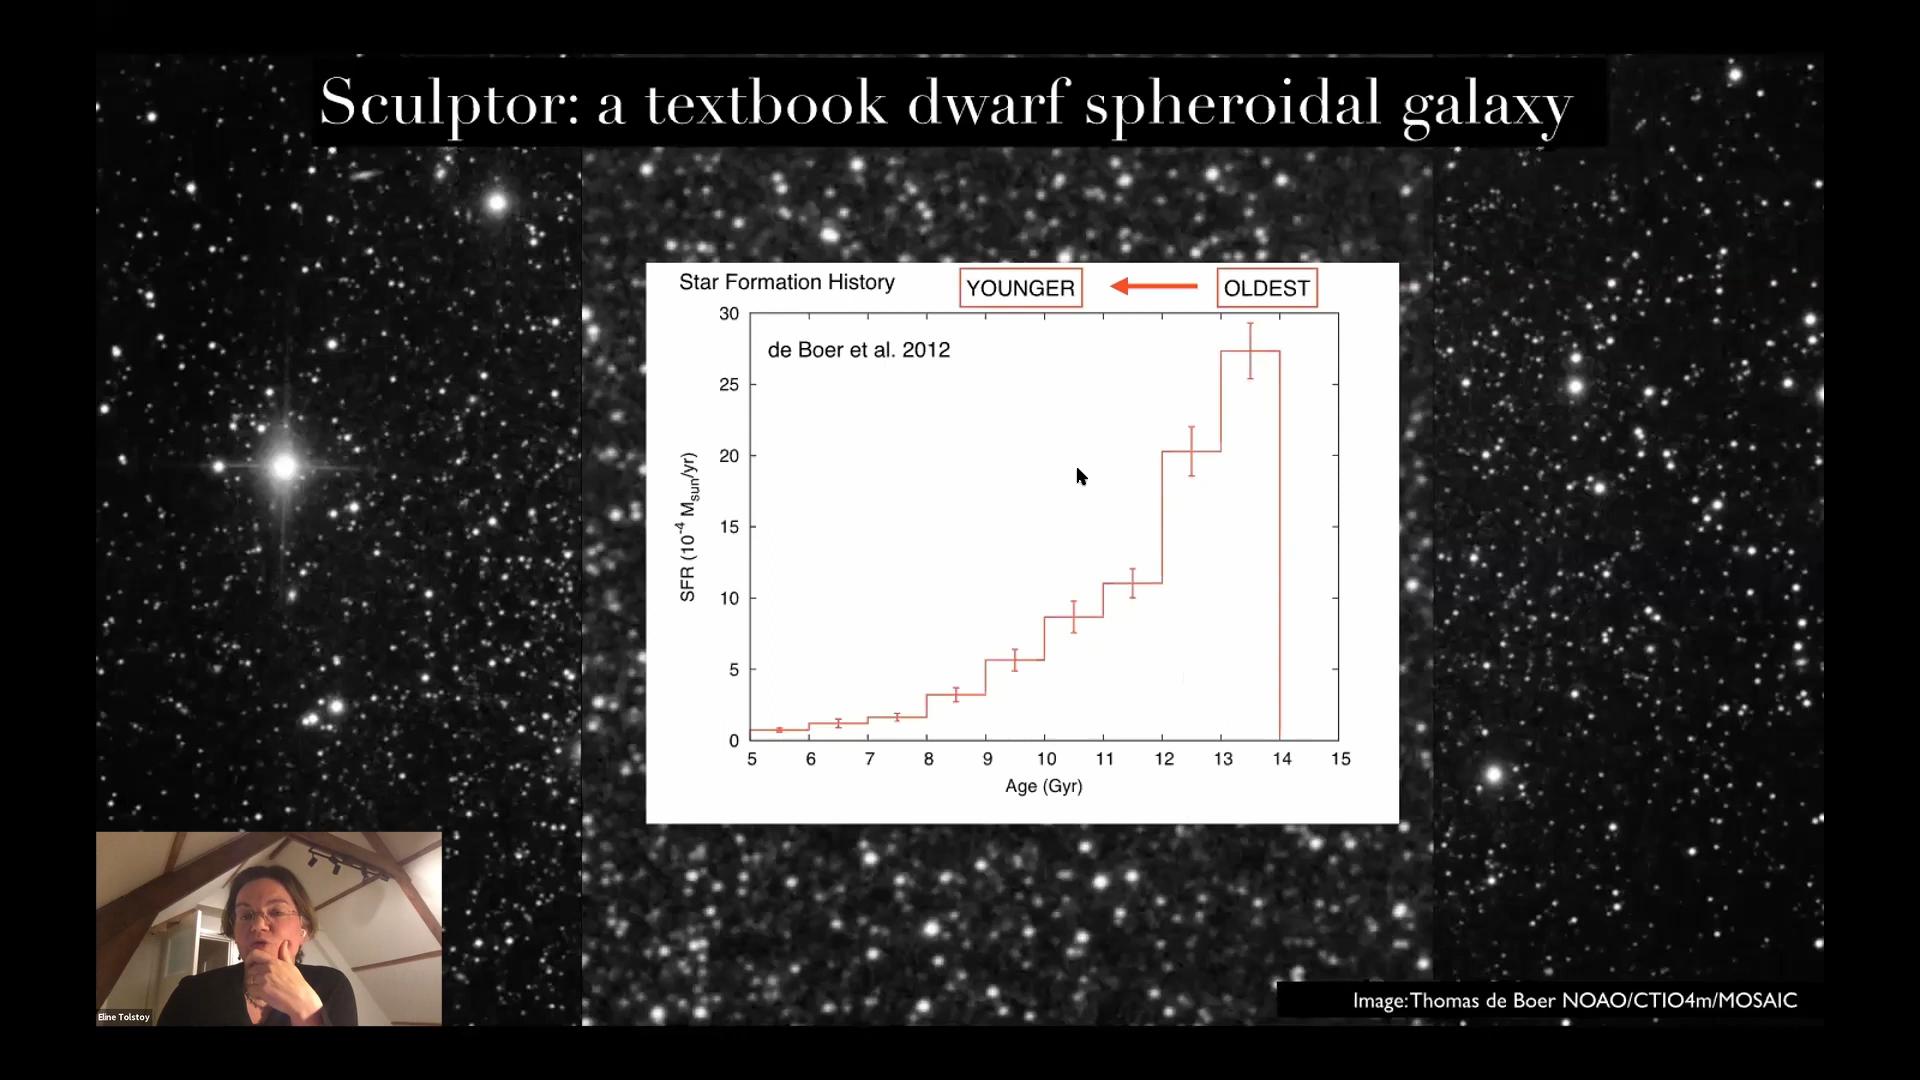 Sculptor: a textbook dwarf spheroidal galaxy
Star Formation History
YOUNGER
OLDEST
de Boer et al. 2012
30
25
20
15
10
5
0
SFR (10⁻⁴ Mₛᵤₙ/yr)
5 6 7 8 9 10 11 12 13 14 15
Age (Gyr)
Eline Tolstoy
Image: Thomas de Boer NOAO/CTIO4m/MOSAIC